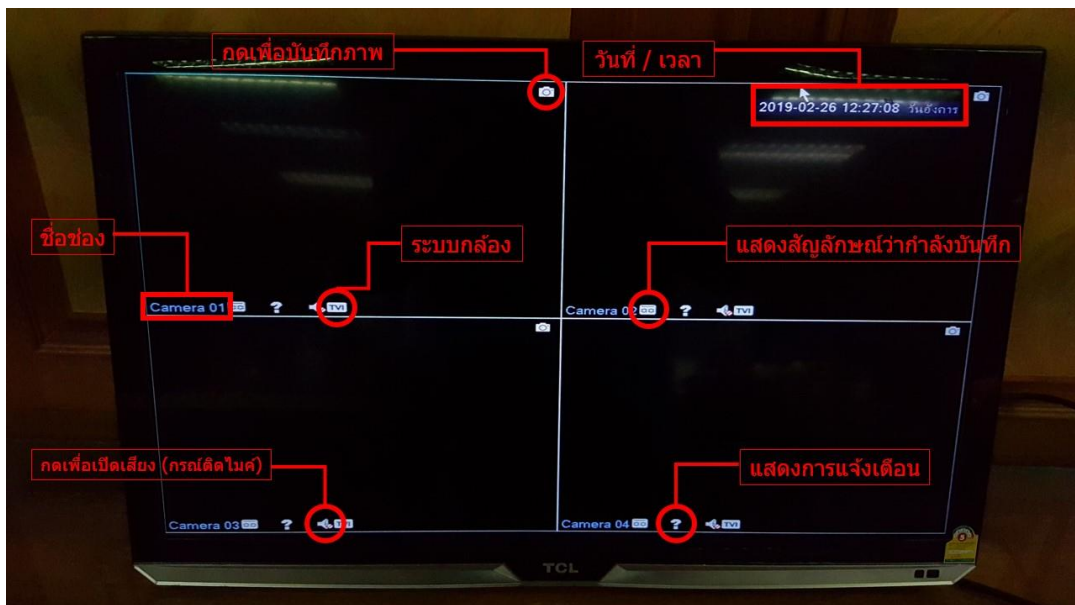 กดเพื่อบันทึกภาพ
วันที่ / เวลา
2019-02-26 12:27:08 วันอังการ
ชื่อช่อง
ระบบกล้อง
แสดงสัญลักษณ์ว่ากำลังบันทึก
Camera 01 ? TVI
Camera 02 ? TVI
กดเพื่อเปิดเสียง (กรณ์ติดไมค์)
แสดงการแจ้งเตือน
Camera 03 ? TVI
Camera 04 ? TVI
TCL
5